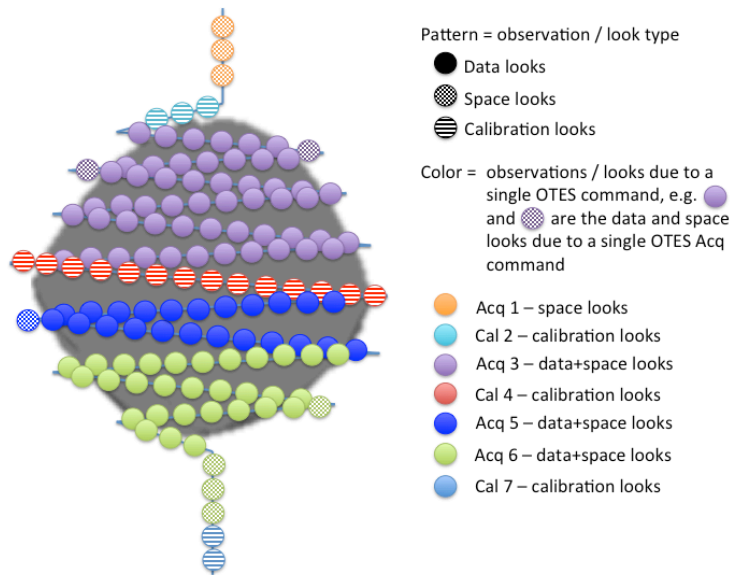 Pattern = observation / look type
Data looks
Space looks
Calibration looks
Color = observations / looks due to a
single OTES command, e.g.
and are the data and space
looks due to a single OTES Acq
command
Acq 1 – space looks
Cal 2 – calibration looks
Acq 3 – data+space looks
Cal 4 – calibration looks
Acq 5 – data+space looks
Acq 6 – data+space looks
Cal 7 – calibration looks